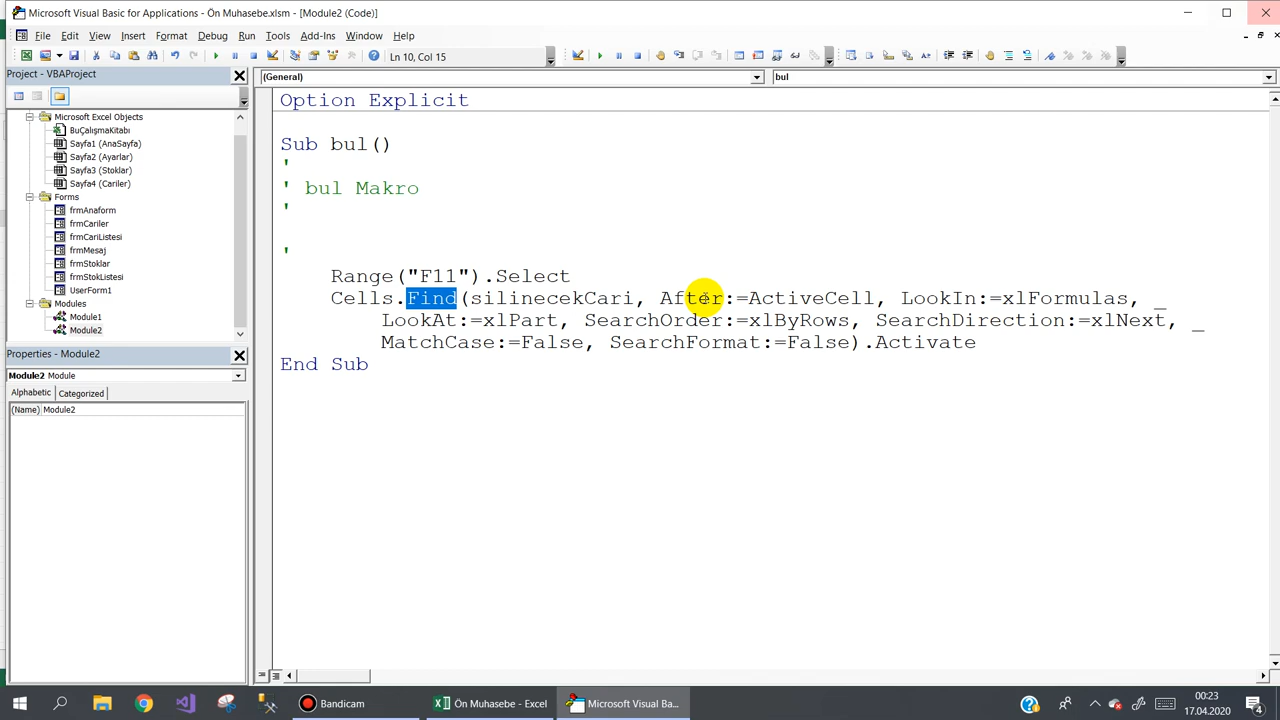 Microsoft Visual Basic for Applications - Ön Muhasebe.xlsm - [Module2 (Code)]
File Edit View Insert Format Debug Run Tools Add-Ins Window Help
Ln 10, Col 15
Project - VBAProject
(General)
bul
Microsoft Excel Objects
BuÇalışmaKitabı
Sayfa1 (AnaSayfa)
Sayfa2 (Ayarlar)
Sayfa3 (Stoklar)
Sayfa4 (Cariler)
Forms
frmAnaform
frmCariler
frmCariListesi
frmMesaj
frmStoklar
frmStokListesi
UserForm1
Modules
Module1
Module2
Properties - Module2
Module2 Module
Alphabetic Categorized
(Name) Module2
Option Explicit
Sub bul()
'
' bul Makro
'
'
Range("F11").Select
Cells.Find(silinecekCari, After:=ActiveCell, LookIn:=xlFormulas, _
LookAt:=xlPart, SearchOrder:=xlByRows, SearchDirection:=xlNext, _
MatchCase:=False, SearchFormat:=False).Activate
End Sub
Bandicam
Ön Muhasebe - Excel
Microsoft Visual Ba...
00:23
17.04.2020
4